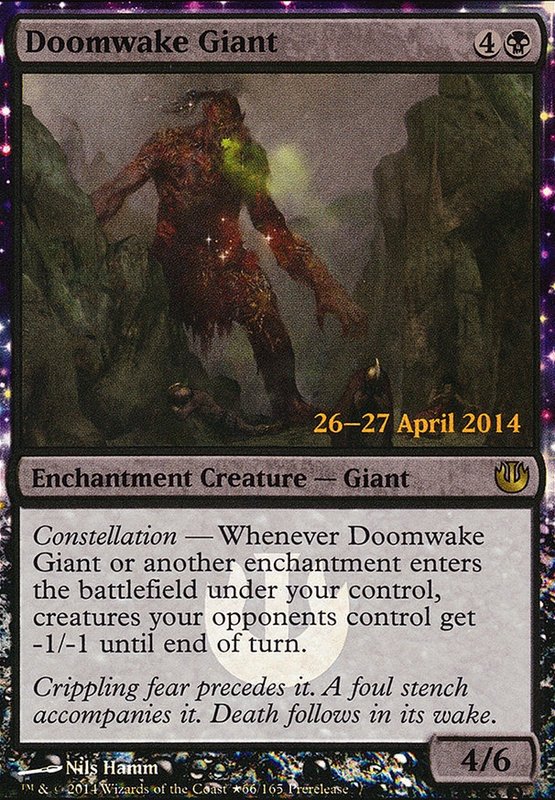 Doomwake Giant
4
26–27 April 2014
Enchantment Creature — Giant
Constellation — Whenever Doomwake
Giant or another enchantment enters
the battlefield under your control,
creatures your opponents control get
-1/-1 until end of turn.
Crippling fear precedes it. A foul stench
accompanies it. Death follows in its wake.
4/6
Nils Hamm
™ & © 2014 Wizards of the Coast ★66/165 Prerelease